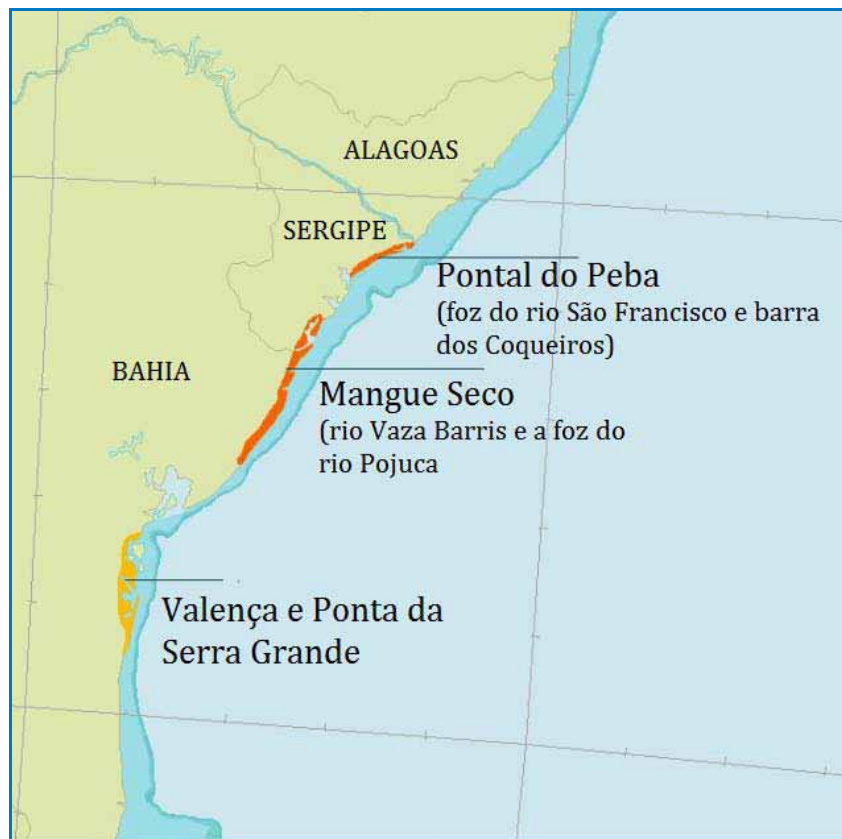 ALAGOAS
SERGIPE
Pontal do Peba
(foz do rio São Francisco e barra
dos Coqueiros)
BAHIA
Mangue Seco
(rio Vaza Barris e a foz do
rio Pojuca
Valença e Ponta da
Serra Grande